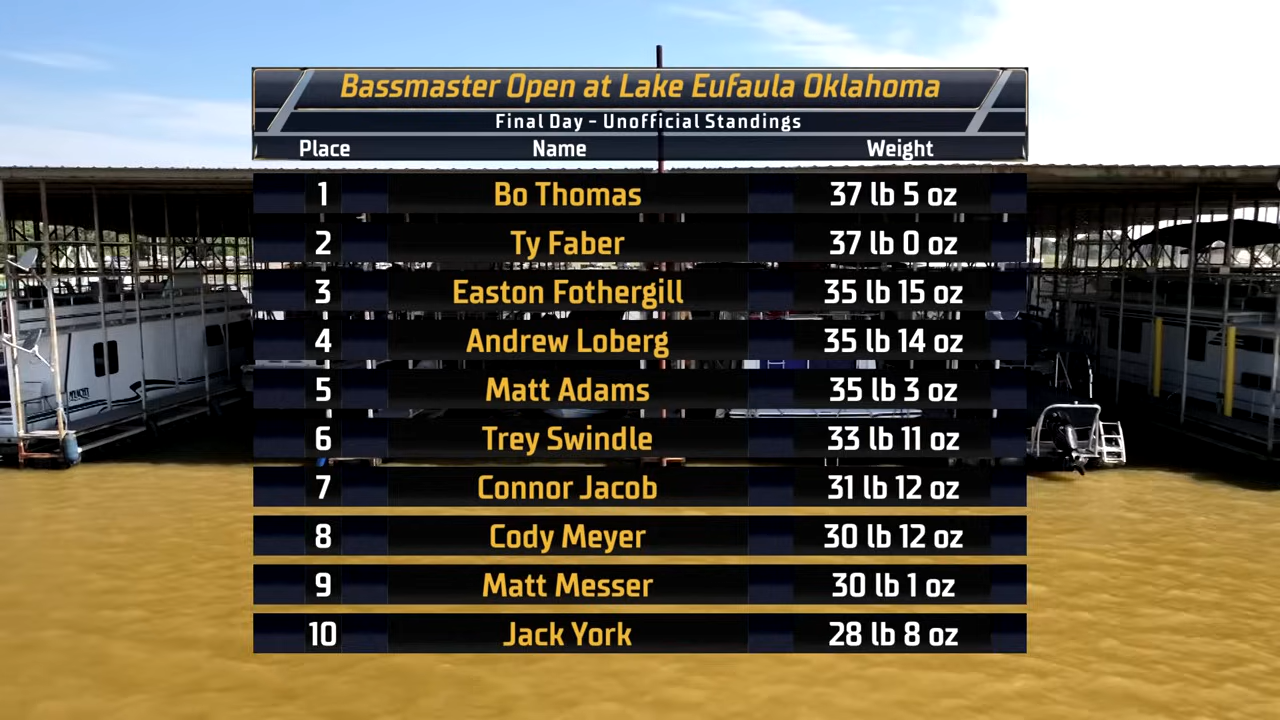 Bassmaster Open at Lake Eufaula Oklahoma
Final Day - Unofficial Standings
Place Name Weight
1 Bo Thomas 37 lb 5 oz
2 Ty Faber 37 lb 0 oz
3 Easton Fothergill 35 lb 15 oz
4 Andrew Loberg 35 lb 14 oz
5 Matt Adams 35 lb 3 oz
6 Trey Swindle 33 lb 11 oz
7 Connor Jacob 31 lb 12 oz
8 Cody Meyer 30 lb 12 oz
9 Matt Messer 30 lb 1 oz
10 Jack York 28 lb 8 oz